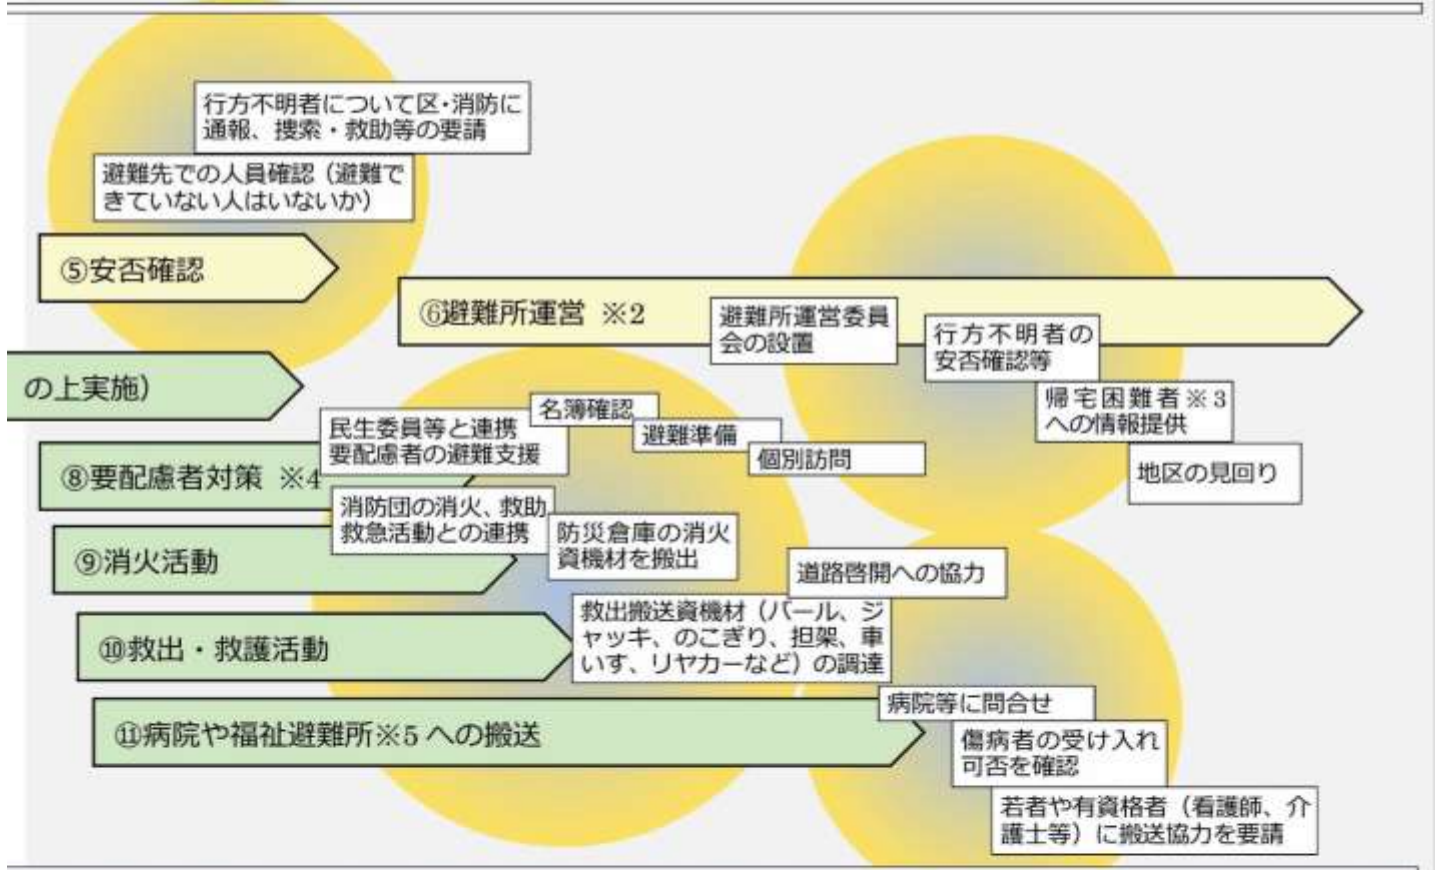 行方不明者について区・消防に
通報、捜索・救助等の要請
避難先での人員確認（避難で
きていない人はいないか）
⑤安否確認
⑥避難所運営 ※2
避難所運営委員
会の設置
行方不明者の
安否確認等
帰宅困難者※3
への情報提供
地区の見回り
の上実施）
⑧要配慮者対策 ※4
民生委員等と連携
要配慮者の避難支援
名簿確認
避難準備
個別訪問
⑨消火活動
消防団の消火、救助
救急活動との連携
防災倉庫の消火
資機材を搬出
道路啓開への協力
⑩救出・救護活動
救出搬送資機材（バール、ジ
ャッキ、のこぎり、担架、車
いす、リヤカーなど）の調達
⑪病院や福祉避難所※5への搬送
病院等に問合せ
傷病者の受け入れ
可否を確認
若者や有資格者（看護師、介
護士等）に搬送協力を要請